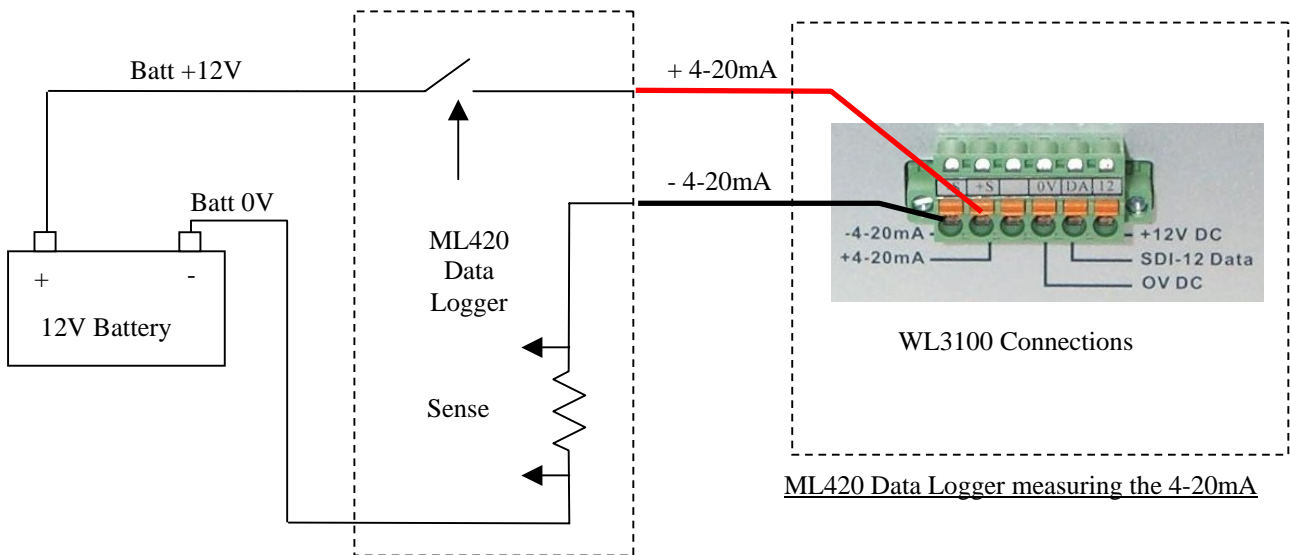 Batt +12V
+ 4-20mA
- 4-20mA
Batt 0V
+
-
12V Battery
ML420
Data
Logger
Sense
+S
0V
DA
12
-4-20mA
+4-20mA
+12V DC
SDI-12 Data
OV DC
WL3100 Connections
ML420 Data Logger measuring the 4-20mA